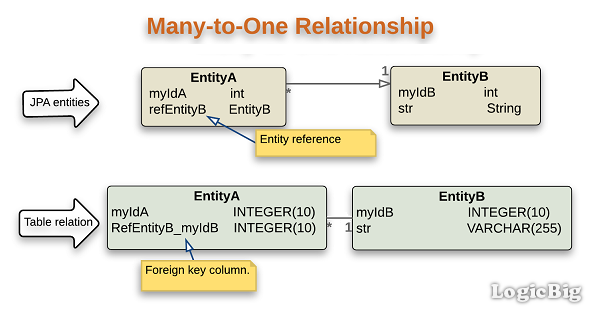 Many-to-One Relationship
JPA entities
EntityA
myIdA int
refEntityB EntityB
*
1
EntityB
myIdB int
str String
Entity reference
Table relation
EntityA
myIdA INTEGER(10)
RefEntityB_myIdB INTEGER(10)
*
1
EntityB
myIdB INTEGER(10)
str VARCHAR(255)
Foreign key column.
LogicBig